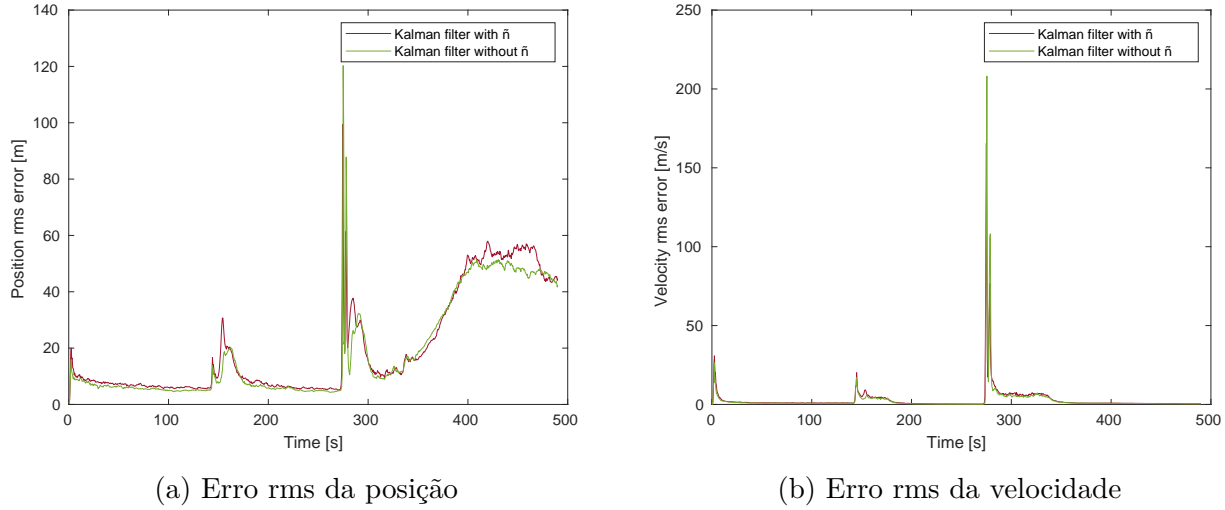 140
120
100
80
60
40
20
0
Position rms error [m]
0
100
200
300
400
500
Time [s]
Kalman filter with ñ
Kalman filter without ñ
(a) Erro rms da posição
250
200
150
100
50
0
Velocity rms error [m/s]
0
100
200
300
400
500
Time [s]
Kalman filter with ñ
Kalman filter without ñ
(b) Erro rms da velocidade